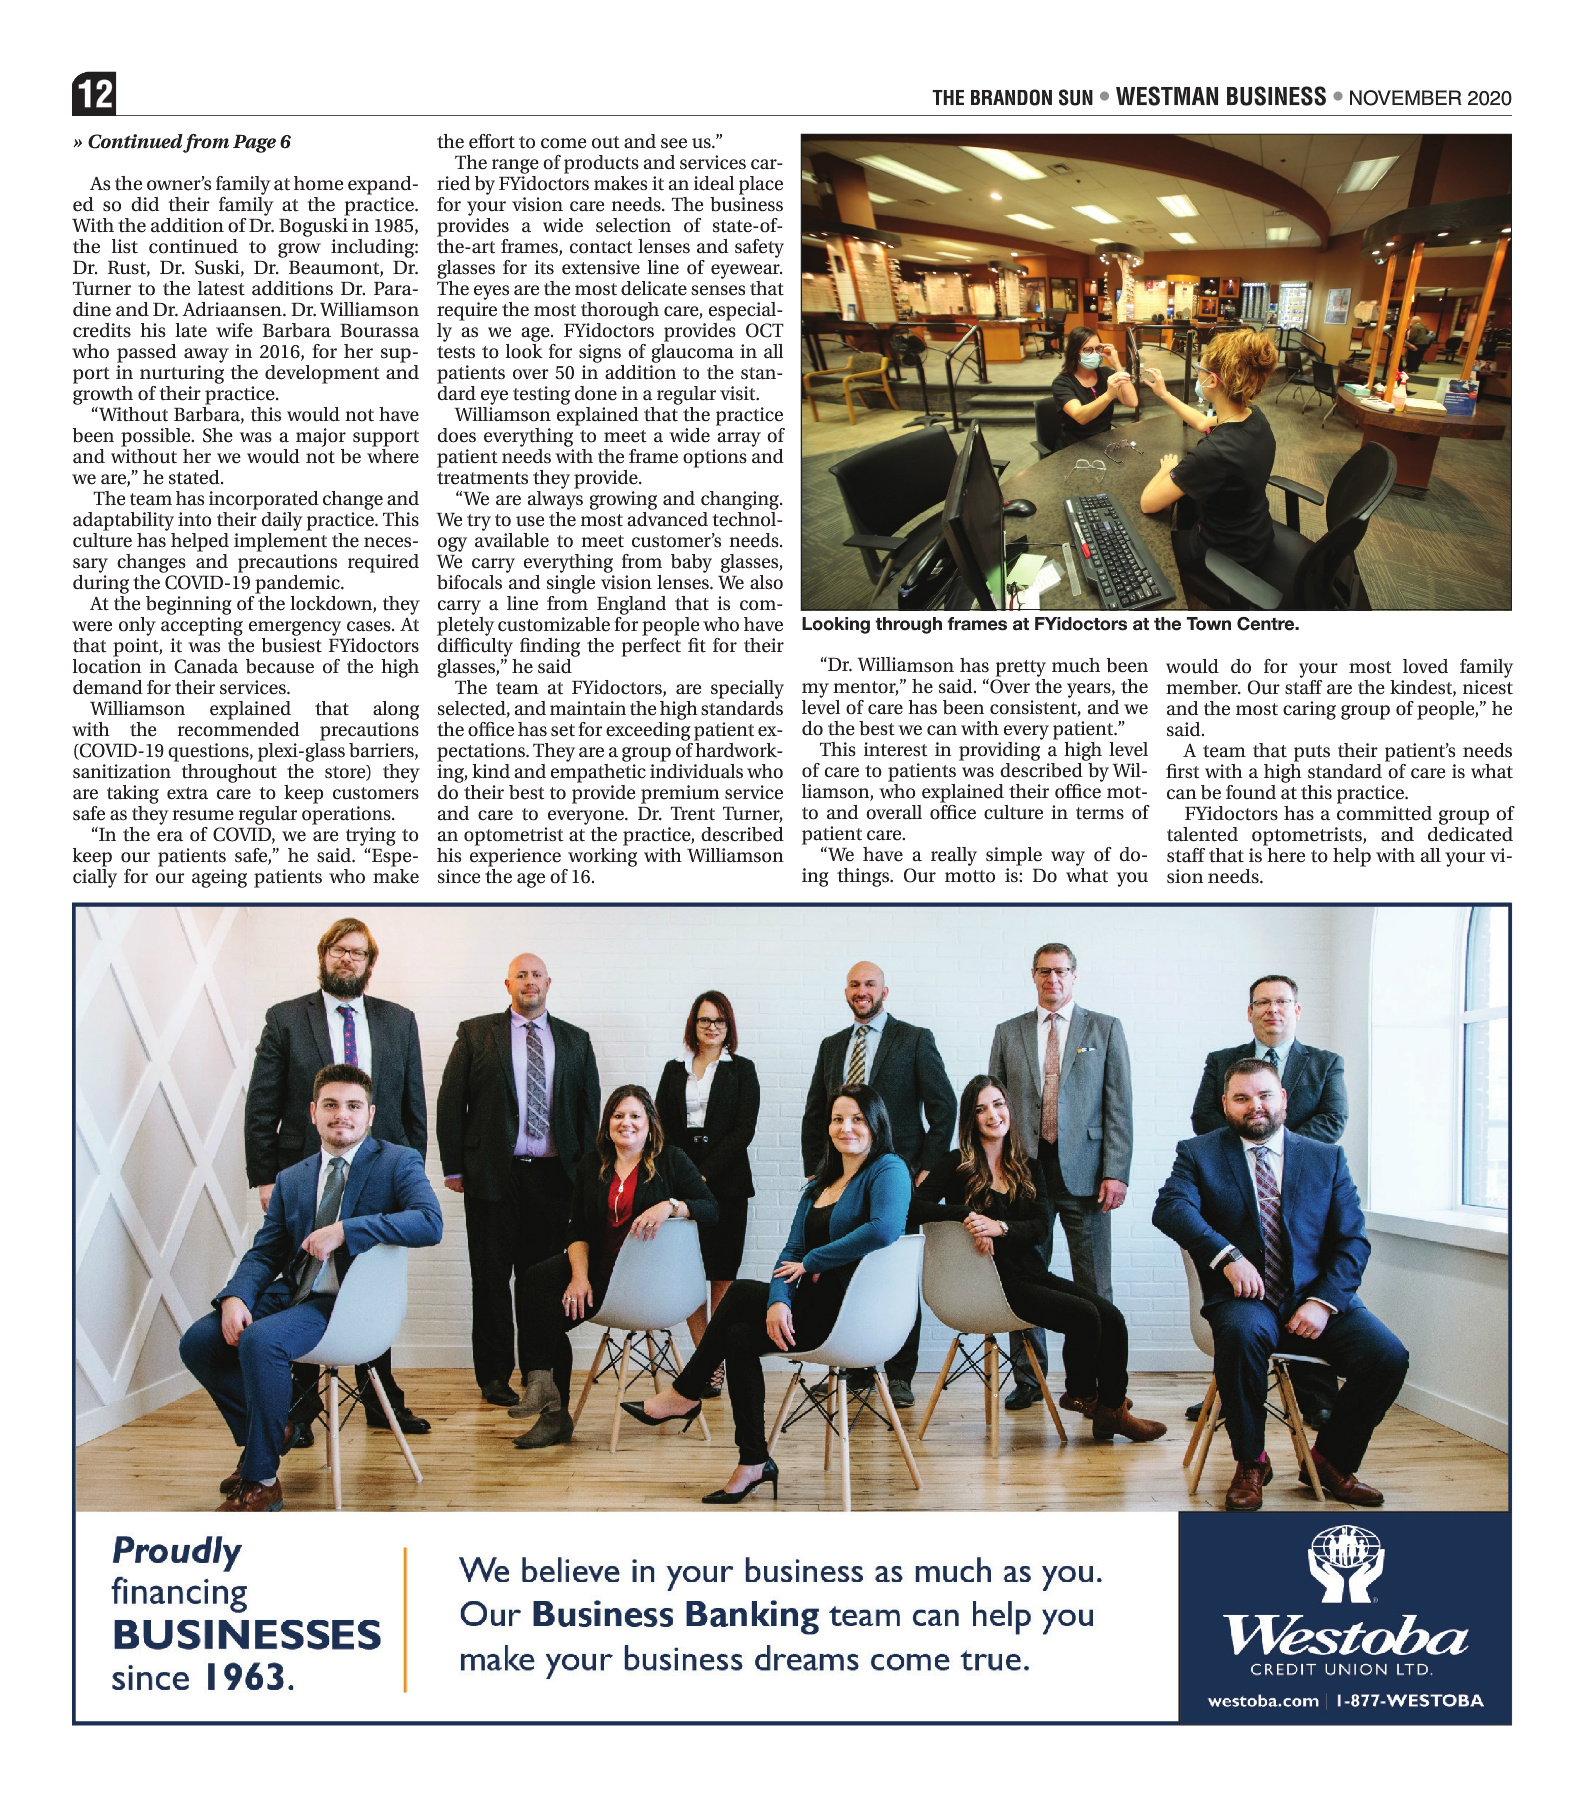 12
THE BRANDON SUN • WESTMAN BUSINESS • NOVEMBER 2020
» Continued from Page 6
As the owner's family at home expand-
ed so did their family at the practice.
With the addition of Dr. Boguski in 1985,
the list continued to grow including:
Dr. Rust, Dr. Suski, Dr. Beaumont, Dr.
Turner to the latest additions Dr. Para-
dine and Dr. Adriaansen. Dr. Williamson
credits his late wife Barbara Bourassa
who passed away in 2016, for her sup-
port in nurturing the development and
growth of their practice.
“Without Barbara, this would not have
been possible. She was a major support
and without her we would not be where
we are,” he stated.
The team has incorporated change and
adaptability into their daily practice. This
culture has helped implement the neces-
sary changes and precautions required
during the COVID-19 pandemic.
At the beginning of the lockdown, they
were only accepting emergency cases. At
that point, it was the busiest FYidoctors
location in Canada because of the high
demand for their services.
Williamson explained that along
with the recommended precautions
(COVID-19 questions, plexi-glass barriers,
sanitization throughout the store) they
are taking extra care to keep customers
safe as they resume regular operations.
“In the era of COVID, we are trying to
keep our patients safe,” he said. “Espe-
cially for our ageing patients who make
the effort to come out and see us.”
The range of products and services car-
ried by FYidoctors makes it an ideal place
for your vision care needs. The business
provides a wide selection of state-of-
the-art frames, contact lenses and safety
glasses for its extensive line of eyewear.
The eyes are the most delicate senses that
require the most thorough care, especial-
ly as we age. FYidoctors provides OCT
tests to look for signs of glaucoma in all
patients over 50 in addition to the stan-
dard eye testing done in a regular visit.
Williamson explained that the practice
does everything to meet a wide array of
patient needs with the frame options and
treatments they provide.
“We are always growing and changing.
We try to use the most advanced technol-
ogy available to meet customer's needs.
We carry everything from baby glasses,
bifocals and single vision lenses. We also
carry a line from England that is com-
pletely customizable for people who have
difficulty finding the perfect fit for their
glasses,” he said
The team at FYidoctors, are specially
selected, and maintain the high standards
the office has set for exceeding patient ex-
pectations. They are a group of hardwork-
ing, kind and empathetic individuals who
do their best to provide premium service
and care to everyone. Dr. Trent Turner,
an optometrist at the practice, described
his experience working with Williamson
since the age of 16.
Looking through frames at FYidoctors at the Town Centre.
“Dr. Williamson has pretty much been
my mentor,” he said. “Over the years, the
level of care has been consistent, and we
do the best we can with every patient.”
This interest in providing a high level
of care to patients was described by Wil-
liamson, who explained their office mot-
to and overall office culture in terms of
patient care.
“We have a really simple way of do-
ing things. Our motto is: Do what you
would do for your most loved family
member. Our staff are the kindest, nicest
and the most caring group of people,” he
said.
A team that puts their patient's needs
first with a high standard of care is what
can be found at this practice.
FYidoctors has a committed group of
talented optometrists, and dedicated
staff that is here to help with all your vi-
sion needs.
Proudly
financing
BUSINESSES
since 1963.
We believe in your business as much as you.
Our Business Banking team can help you
make your business dreams come true.
Westoba
CREDIT UNION LTD.
westoba.com | 1-877-WESTOBA